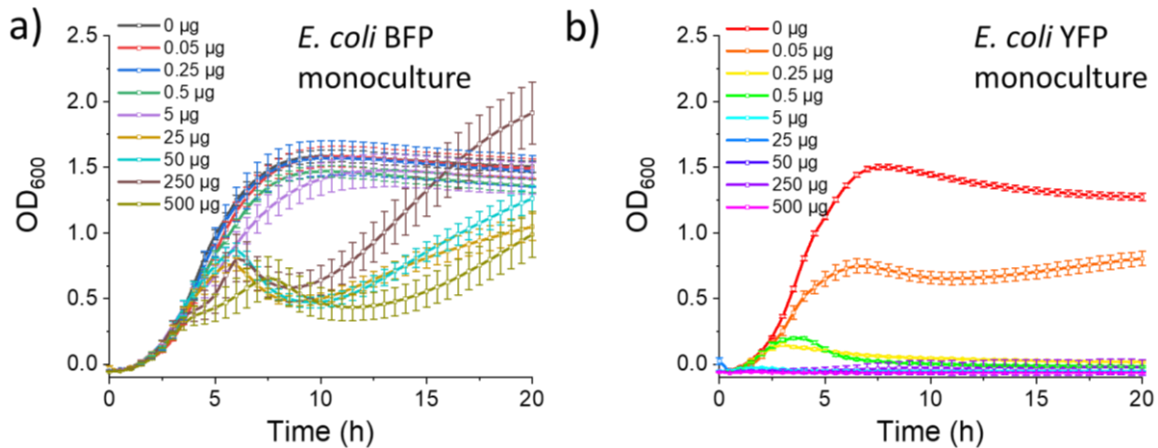 a)
E. coli BFP
monoculture
0 µg
0.05 µg
0.25 µg
0.5 µg
5 µg
25 µg
50 µg
250 µg
500 µg
2.5
2.0
1.5
1.0
0.5
0.0
OD600
0 5 10 15 20
Time (h)
b)
E. coli YFP
monoculture
0 µg
0.05 µg
0.25 µg
0.5 µg
5 µg
25 µg
50 µg
250 µg
500 µg
2.5
2.0
1.5
1.0
0.5
0.0
OD600
0 5 10 15 20
Time (h)